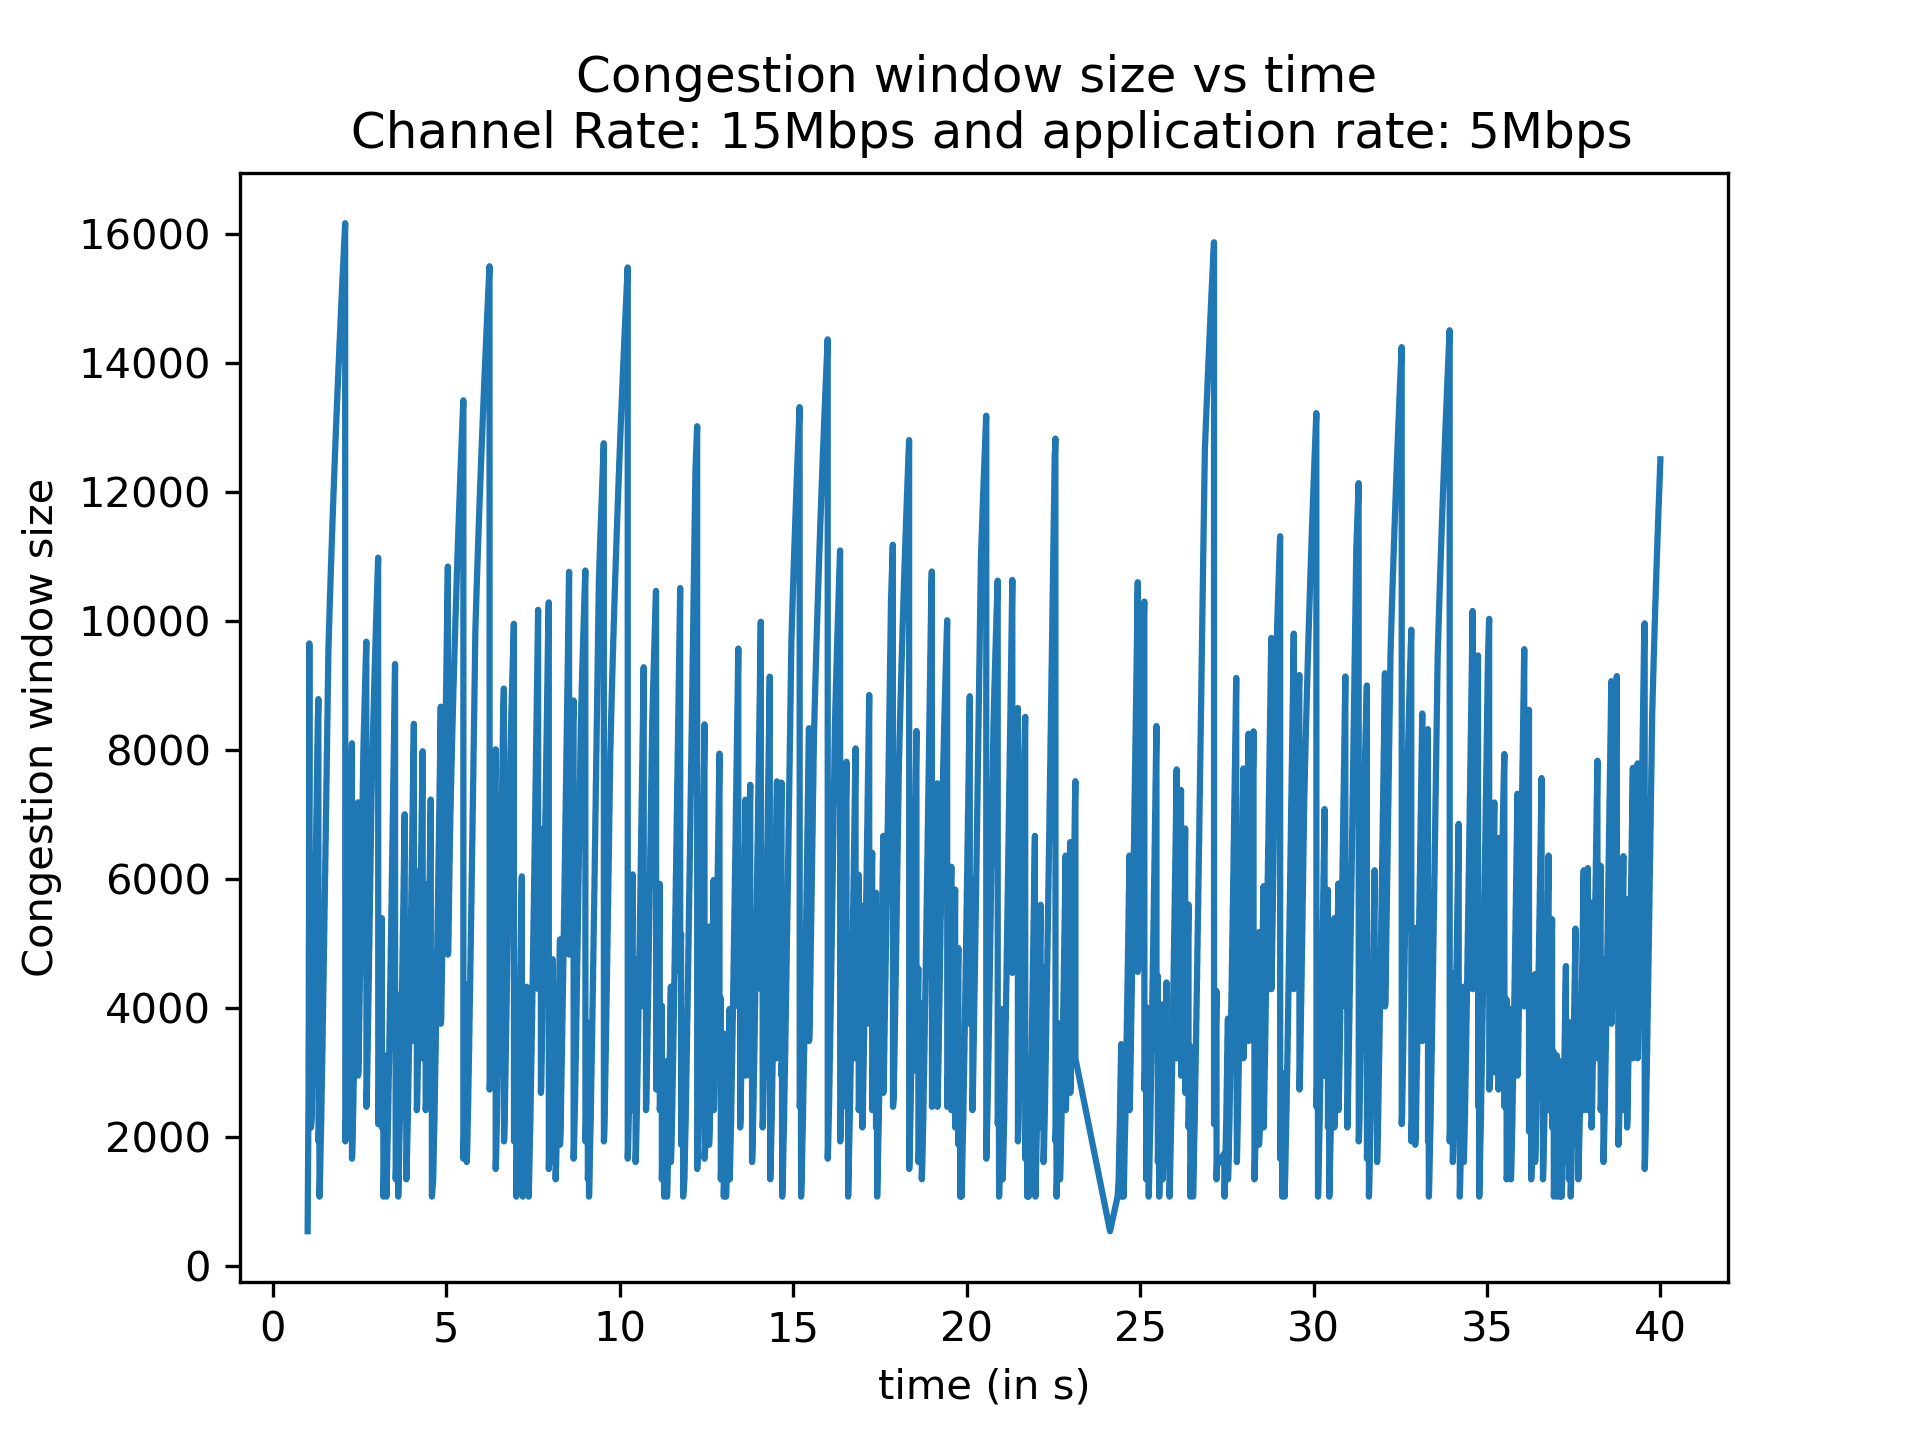 Congestion window size vs time
Channel Rate: 15Mbps and application rate: 5Mbps
16000
14000
12000
10000
8000
6000
4000
2000
0
Congestion window size
0 5 10 15 20 25 30 35 40
time (in s)